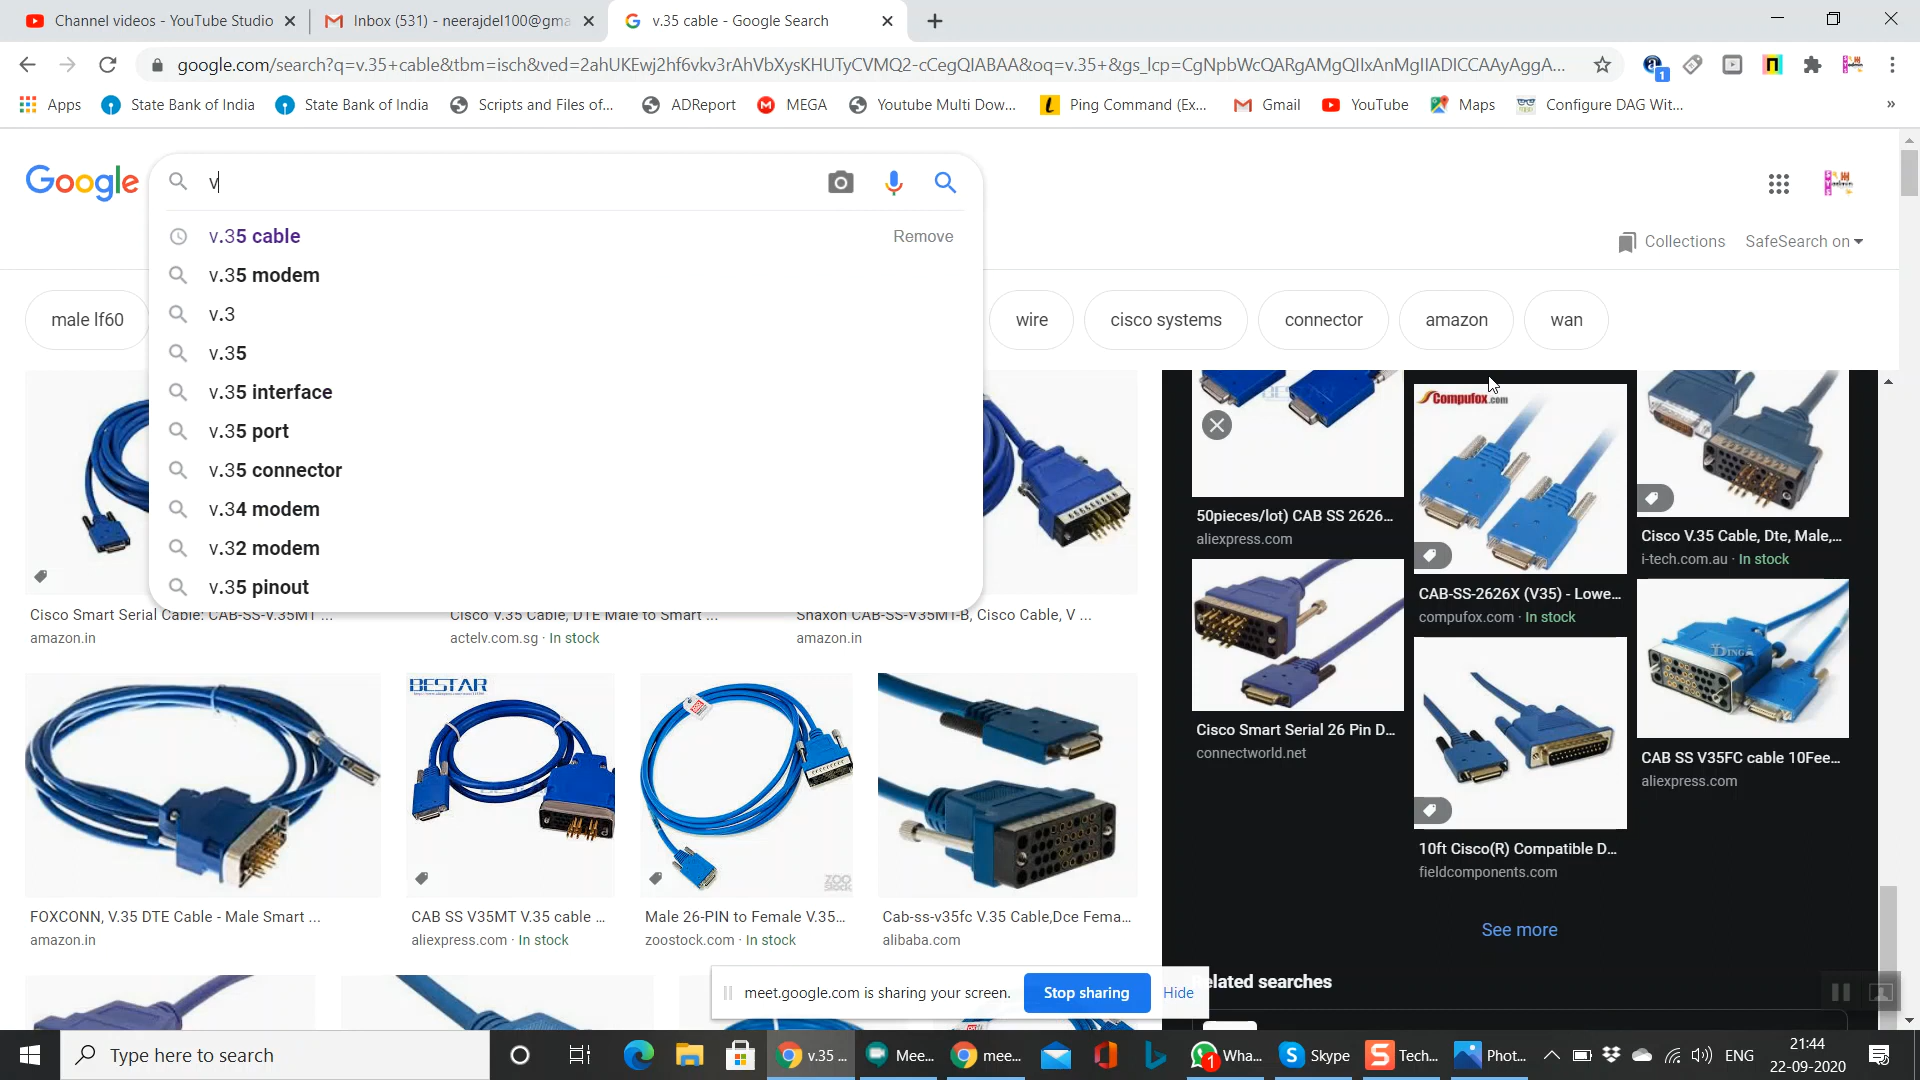 Channel videos - YouTube Studio
Inbox (531) - neerajdel100@gma
v.35 cable - Google Search
google.com/search?q=v.35+cable&tbm=isch&ved=2ahUKEwj2hf6vkv3rAhVbXysKHUTyCVMQ2-cCegQIABAA&oq=v.35+&gs_lcp=CgNpbWcQARgAMgQIIxAnMgIIADICCAAyAggA...
1
Apps
State Bank of India
State Bank of India
Scripts and Files of...
ADReport
MEGA
Youtube Multi Dow...
Ping Command (Ex...
Gmail
YouTube
Maps
Configure DAG Wit...
»
Google
v
v.35 cable
Remove
v.35 modem
v.3
v.35
v.35 interface
v.35 port
v.35 connector
v.34 modem
v.32 modem
v.35 pinout
Collections
SafeSearch on
male lf60
wire
cisco systems
connector
amazon
wan
Cisco Smart Serial Cable: CAB-SS-V.35MT ...
amazon.in
Cisco V.35 Cable, DTE Male to Smart ...
actelv.com.sg · In stock
Shaxon CAB-SS-V35MT-B, Cisco Cable, V ...
amazon.in
BESTAR
FOXCONN, V.35 DTE Cable - Male Smart ...
amazon.in
CAB SS V35MT V.35 cable ...
aliexpress.com · In stock
ZOO
Male 26-PIN to Female V.35...
zoostock.com · In stock
Cab-ss-v35fc V.35 Cable,Dce Fema...
alibaba.com
50pieces/lot) CAB SS 2626...
aliexpress.com
Compufox.com
CAB-SS-2626X (V35) - Lowe...
compufox.com · In stock
Cisco V.35 Cable, Dte, Male,...
i-tech.com.au · In stock
Cisco Smart Serial 26 Pin D...
connectworld.net
DINGA
CAB SS V35FC cable 10Fee...
aliexpress.com
10ft Cisco(R) Compatible D...
fieldcomponents.com
See more
elated searches
meet.google.com is sharing your screen.
Stop sharing
Hide
Type here to search
v.35 ...
Mee...
mee...
1
Wha...
Skype
Tech...
Phot...
ENG
21:44
22-09-2020